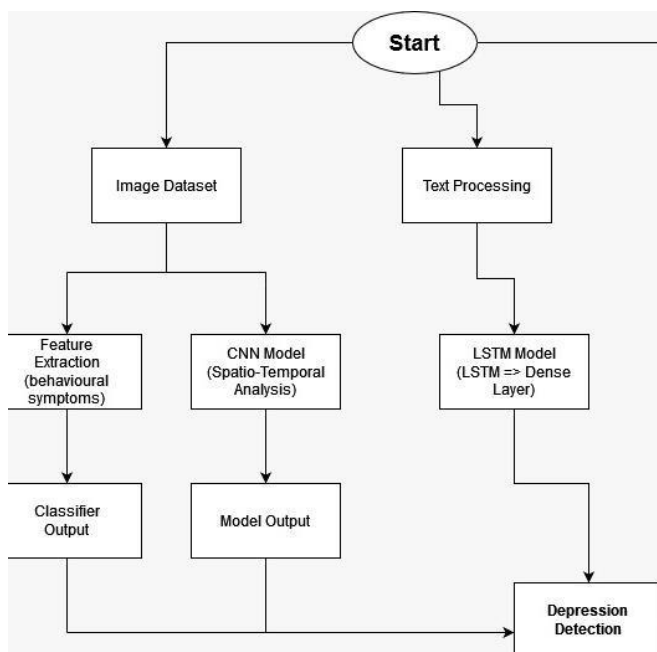 Start
Image Dataset
Text Processing
Feature
Extraction
(behavioural
symptoms)
CNN Model
(Spatio-Temporal
Analysis)
LSTM Model
(LSTM => Dense
Layer)
Classifier
Output
Model Output
Depression
Detection